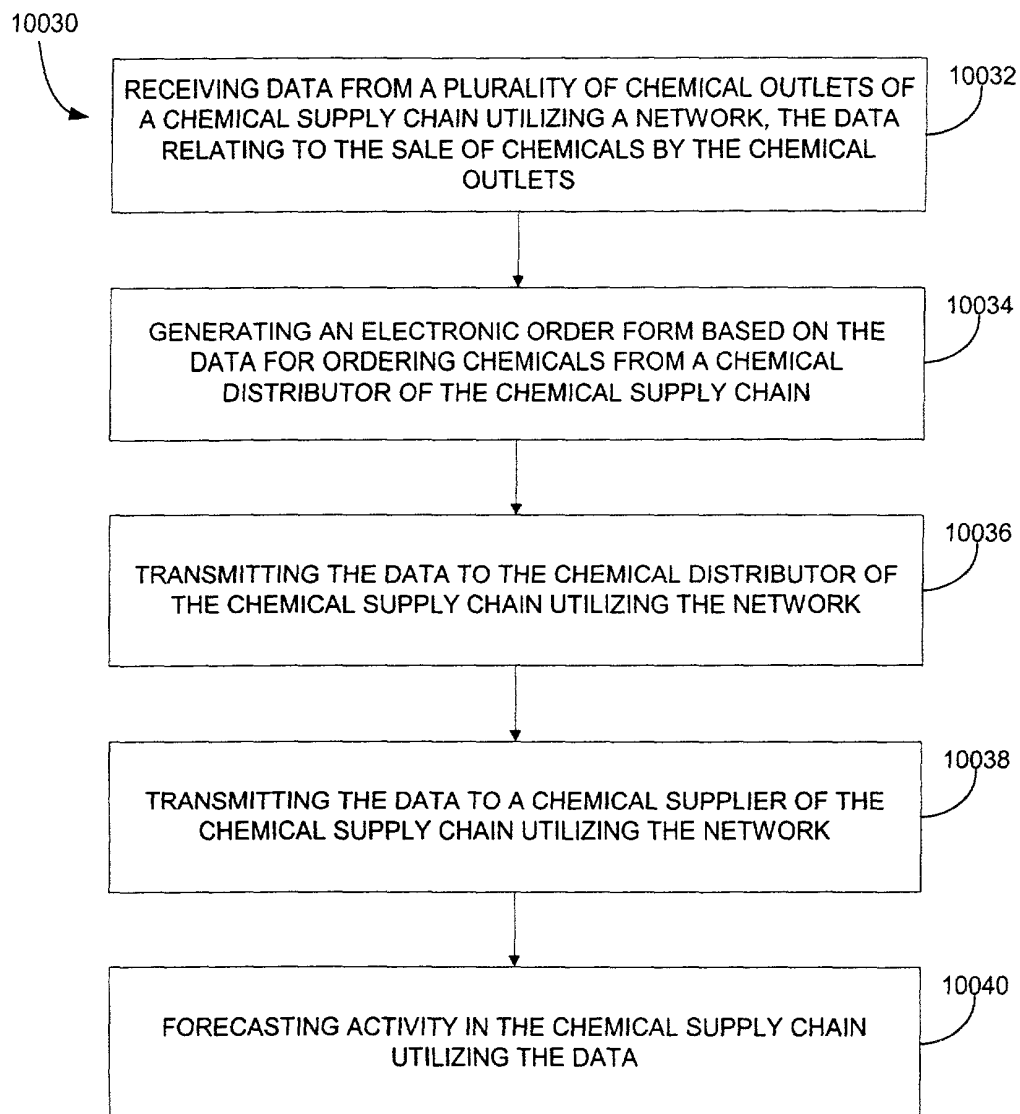 10030
RECEIVING DATA FROM A PLURALITY OF CHEMICAL OUTLETS OF
A CHEMICAL SUPPLY CHAIN UTILIZING A NETWORK, THE DATA
RELATING TO THE SALE OF CHEMICALS BY THE CHEMICAL
OUTLETS
10032
GENERATING AN ELECTRONIC ORDER FORM BASED ON THE
DATA FOR ORDERING CHEMICALS FROM A CHEMICAL
DISTRIBUTOR OF THE CHEMICAL SUPPLY CHAIN
10034
TRANSMITTING THE DATA TO THE CHEMICAL DISTRIBUTOR OF
THE CHEMICAL SUPPLY CHAIN UTILIZING THE NETWORK
10036
TRANSMITTING THE DATA TO A CHEMICAL SUPPLIER OF THE
CHEMICAL SUPPLY CHAIN UTILIZING THE NETWORK
10038
FORECASTING ACTIVITY IN THE CHEMICAL SUPPLY CHAIN
UTILIZING THE DATA
10040